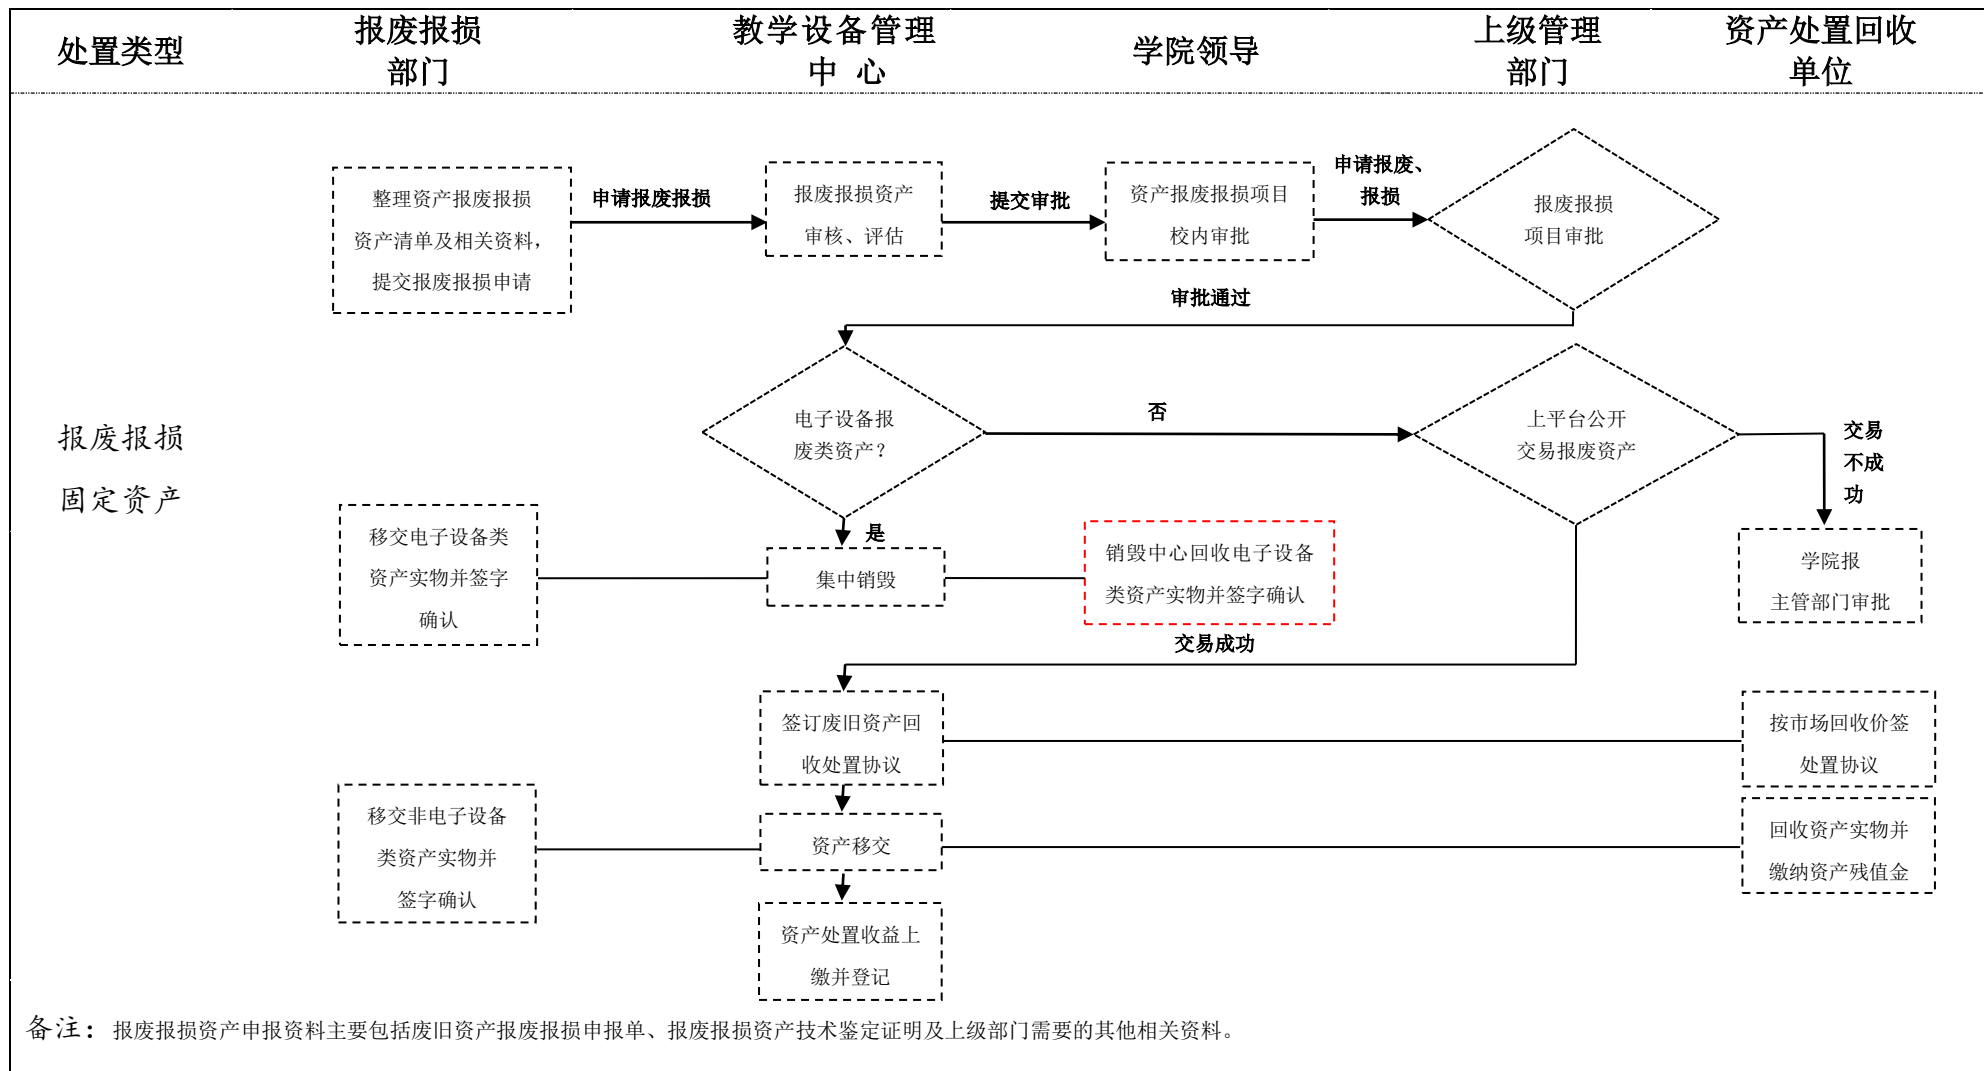 处置类型
报废报损
部门
教学设备管理
中 心
学院领导
上级管理
部门
资产处置回收
单位
报废报损
固定资产
整理资产报废报损
资产清单及相关资料，
提交报废报损申请
申请报废报损
报废报损资产
审核、评估
提交审批
资产报废报损项目
校内审批
申请报废、
报损
报废报损
项目审批
审批通过
电子设备报
废类资产？
否
上平台公开
交易报废资产
交易
不成
功
是
移交电子设备类
资产实物并签字
确认
集中销毁
销毁中心回收电子设备
类资产实物并签字确认
学院报
主管部门审批
交易成功
签订废旧资产回
收处置协议
按市场回收价签
处置协议
移交非电子设备
类资产实物并
签字确认
资产移交
回收资产实物并
缴纳资产残值金
资产处置收益上
缴并登记
备注：报废报损资产申报资料主要包括废旧资产报废报损申报单、报废报损资产技术鉴定证明及上级部门需要的其他相关资料。